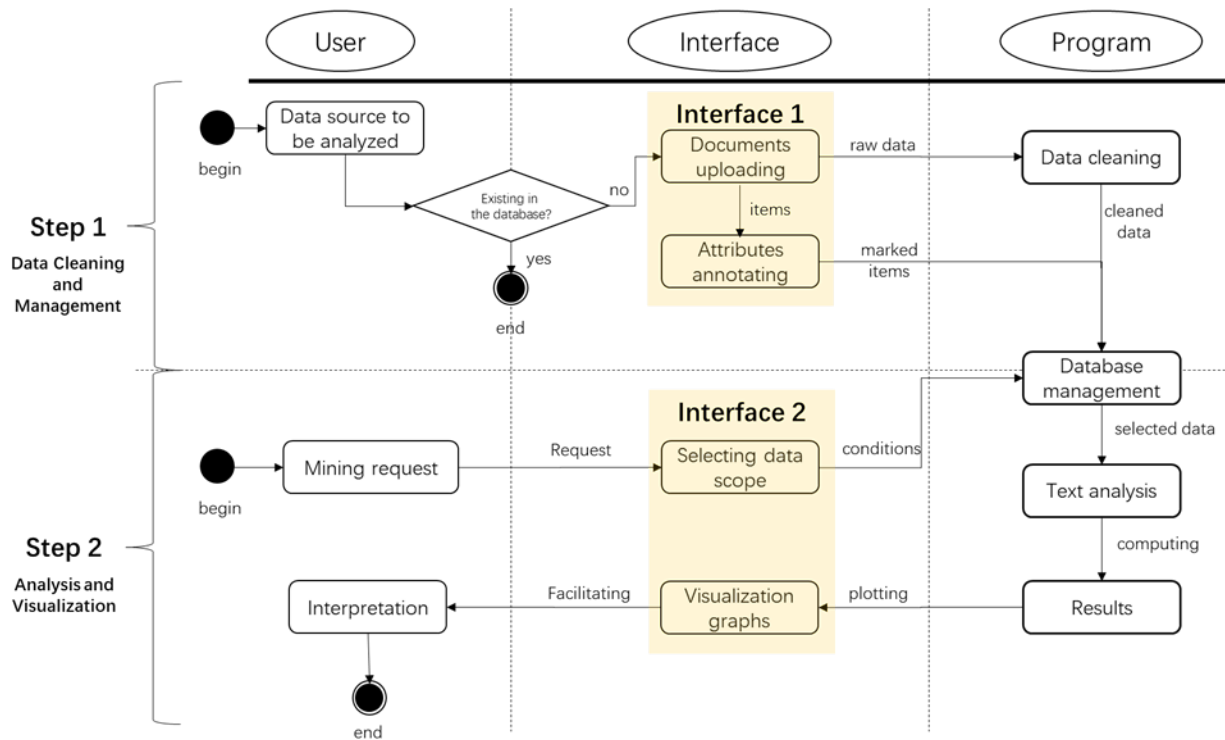 User
Interface
Program
Step 1
Data Cleaning
and
Management
begin
Data source to
be analyzed
Existing in
the database?
no
yes
end
Interface 1
Documents
uploading
items
Attributes
annotating
raw data
marked
items
Data cleaning
cleaned
data
Database
management
Step 2
Analysis and
Visualization
begin
Mining request
Request
Interface 2
Selecting data
scope
conditions
selected data
Text analysis
computing
Results
plotting
Visualization
graphs
Facilitating
Interpretation
end